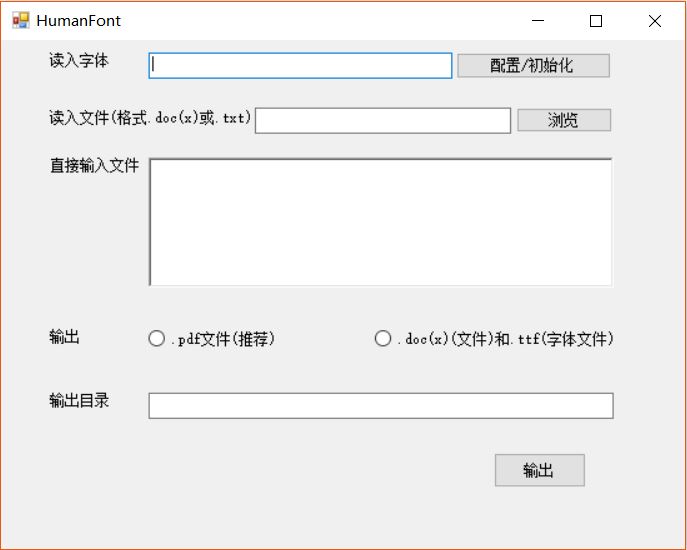 HumanFont
读入字体
配置/初始化
读入文件(格式.doc(x)或.txt)
浏览
直接输入文件
输出
.pdf文件(推荐)
.doc(x)(文件)和.ttf(字体文件)
输出目录
输出